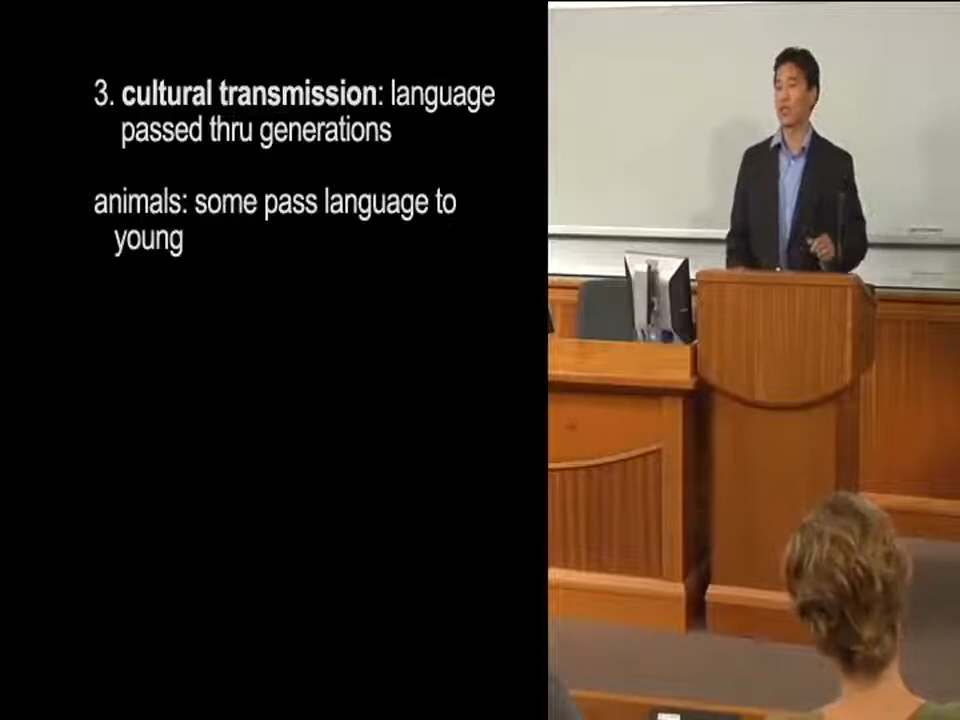 3. cultural transmission: language
passed thru generations
animals: some pass language to
young